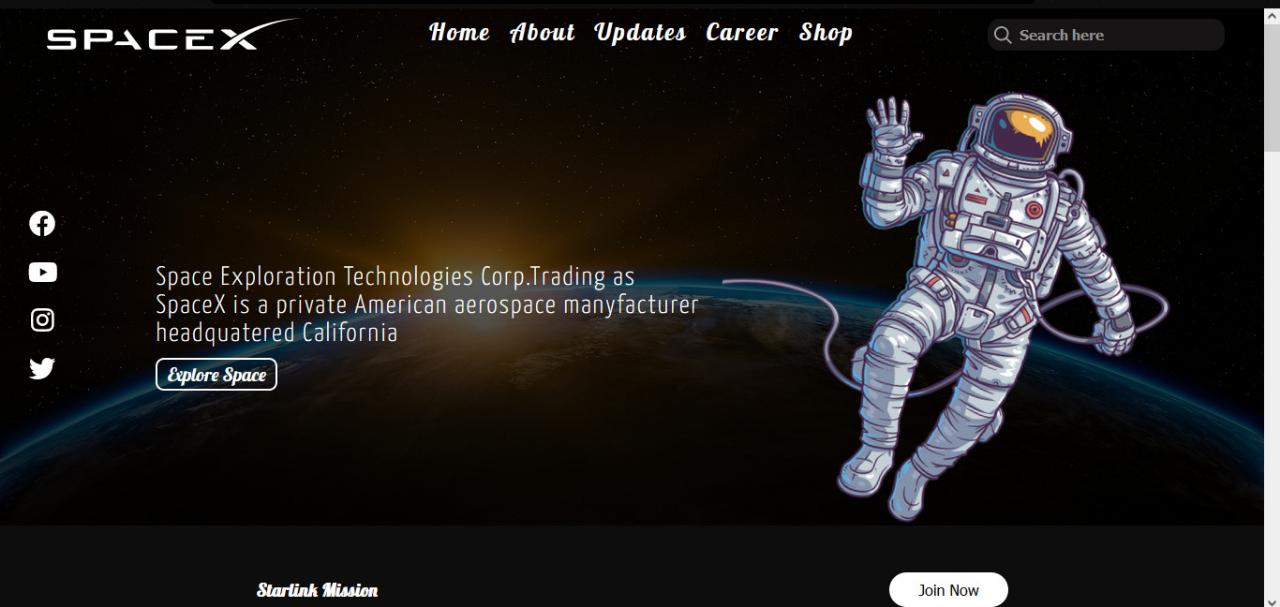 SPACEX
Home About Updates Career Shop
Search here
Space Exploration Technologies Corp.Trading as
SpaceX is a private American aerospace manyfacturer
headquatered California
Explore Space
Starlink Mission
Join Now